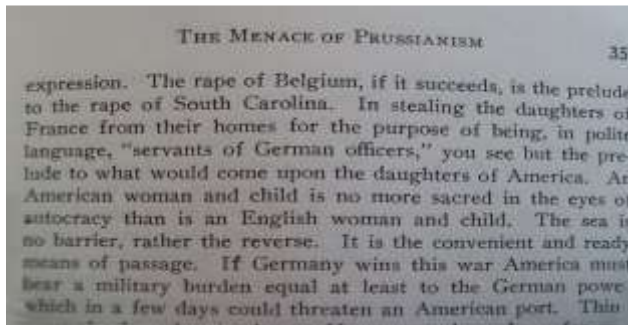 THE MENACE OF PRUSSIANISM
35
expression. The rape of Belgium, if it succeeds, is the prelude
to the rape of South Carolina. In stealing the daughters of
France from their homes for the purpose of being, in polite
language, "servants of German officers," you see but the pre-
lude to what would come upon the daughters of America. An
American woman and child is no more sacred in the eyes of
autocracy than is an English woman and child. The sea is
no barrier, rather the reverse. It is the convenient and ready
means of passage. If Germany wins this war America must
bear a military burden equal at least to the German powe
which in a few days could threaten an American port. Thin